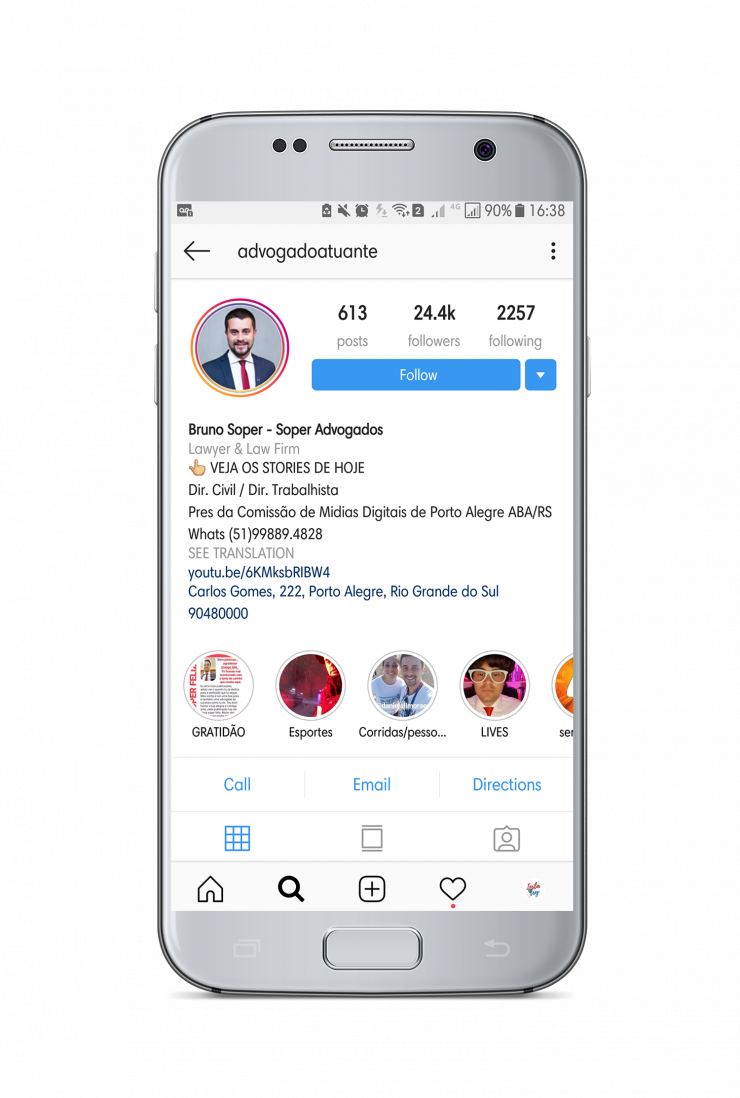 2 4G 90% 16:38
advogadoatuante
613 24.4k 2257
posts followers following
Follow
Bruno Soper - Soper Advogados
Lawyer & Law Firm
VEJA OS STORIES DE HOJE
Dir. Civil / Dir. Trabalhista
Pres da Comissão de Midias Digitais de Porto Alegre ABA/RS
Whats (51)99889.4828
SEE TRANSLATION
youtu.be/6KMksbRIBW4
Carlos Gomes, 222, Porto Alegre, Rio Grande do Sul
90480000
GRATIDÃO Esportes Corridas/pesso... LIVES ser
Call Email Directions